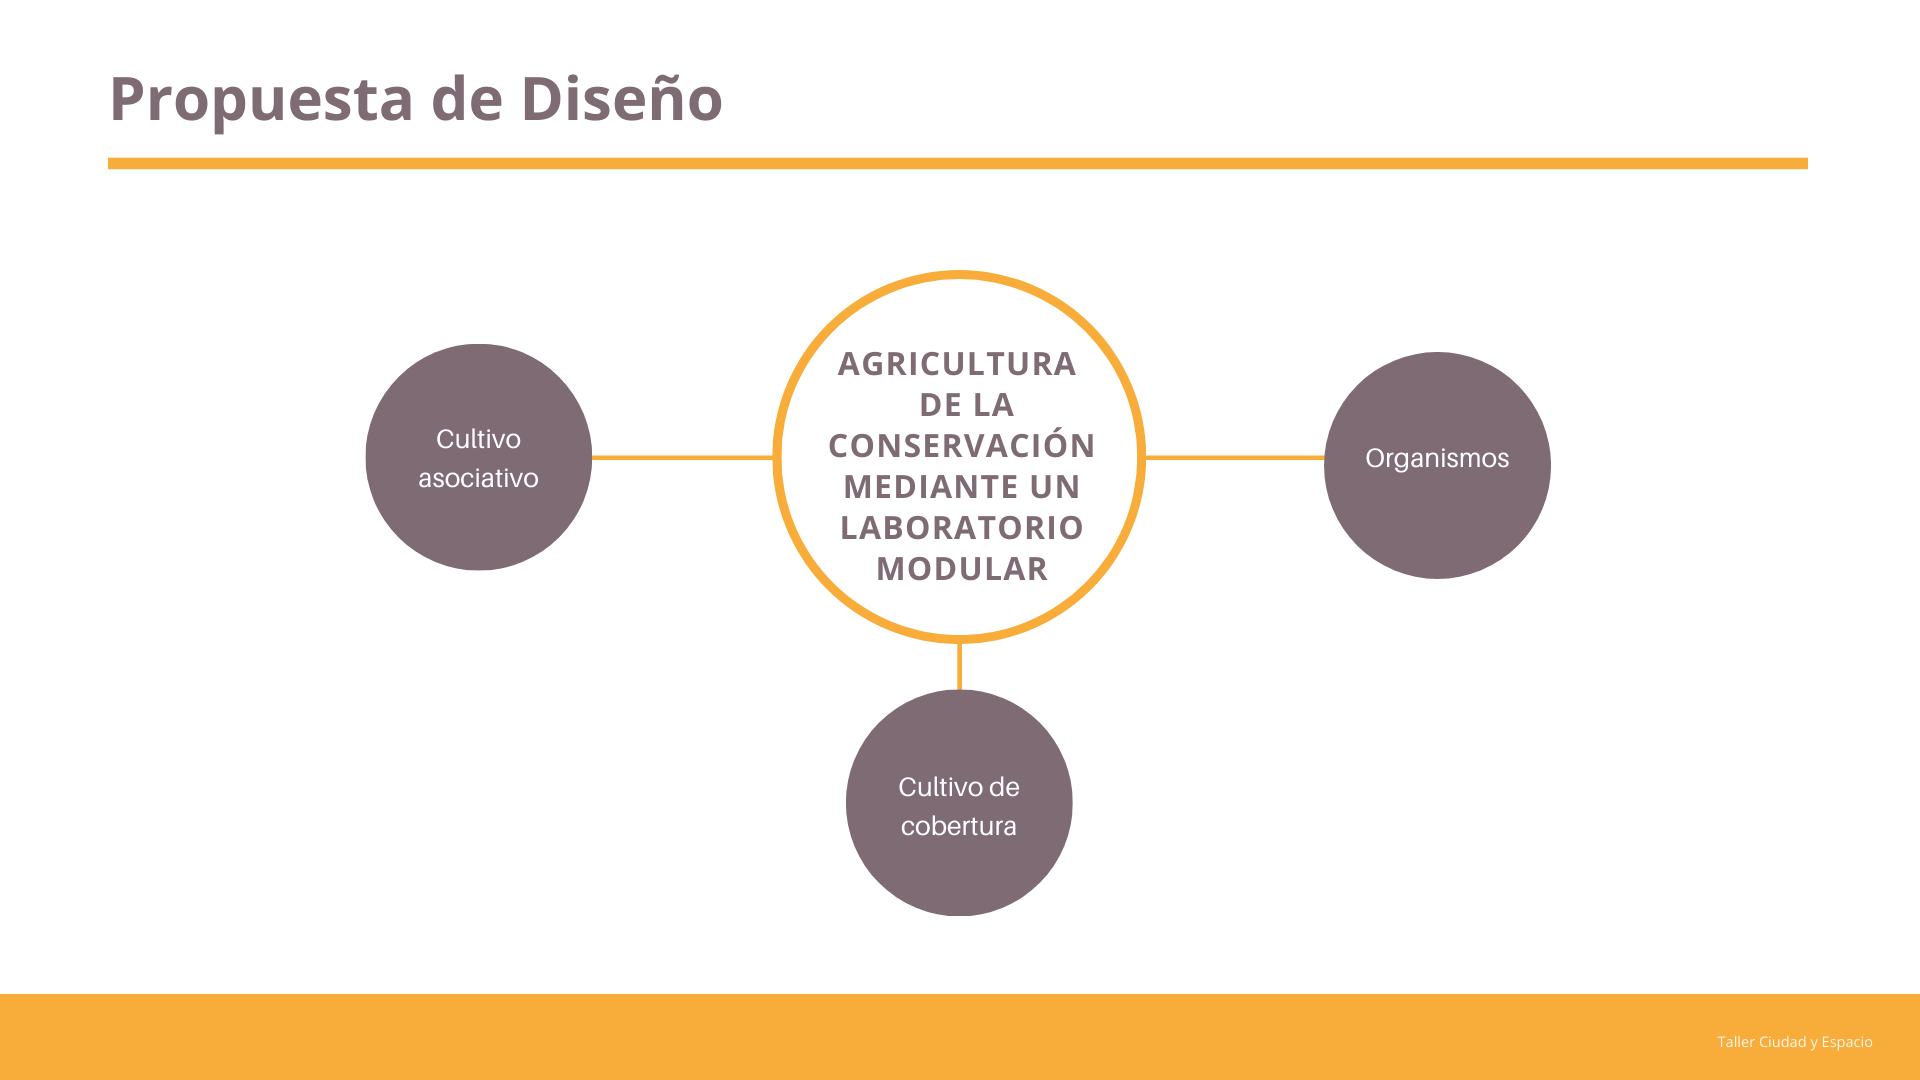 Propuesta de Diseño
AGRICULTURA
DE LA
CONSERVACIÓN
MEDIANTE UN
LABORATORIO
MODULAR
Cultivo
asociativo
Organismos
Cultivo de
cobertura
Taller Ciudad y Espacio